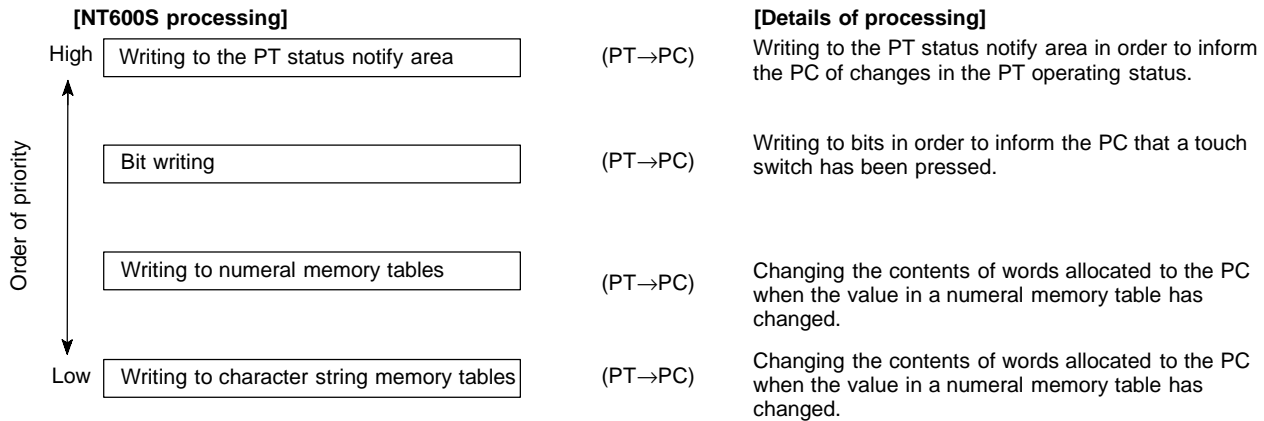 [NT600S processing] [Details of processing]
High Writing to the PT status notify area (PT→PC) Writing to the PT status notify area in order to inform
the PC of changes in the PT operating status.
Order of priority
Bit writing (PT→PC) Writing to bits in order to inform the PC that a touch
switch has been pressed.
Writing to numeral memory tables (PT→PC) Changing the contents of words allocated to the PC
when the value in a numeral memory table has
changed.
Low Writing to character string memory tables (PT→PC) Changing the contents of words allocated to the PC
when the value in a numeral memory table has
changed.